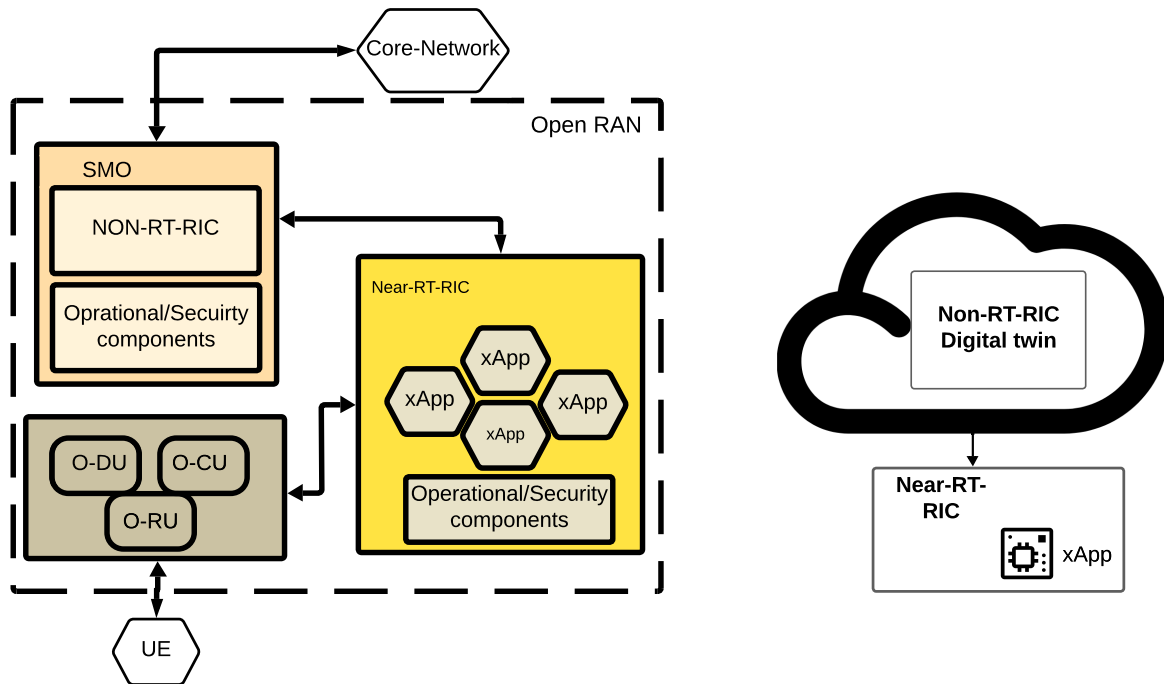 Core-Network
Open RAN
SMO
NON-RT-RIC
Oprational/Secuirty
components
Near-RT-RIC
xApp
xApp
xApp
xApp
Operational/Security
components
O-DU
O-CU
O-RU
UE
Non-RT-RIC
Digital twin
Near-RT-
RIC
xApp